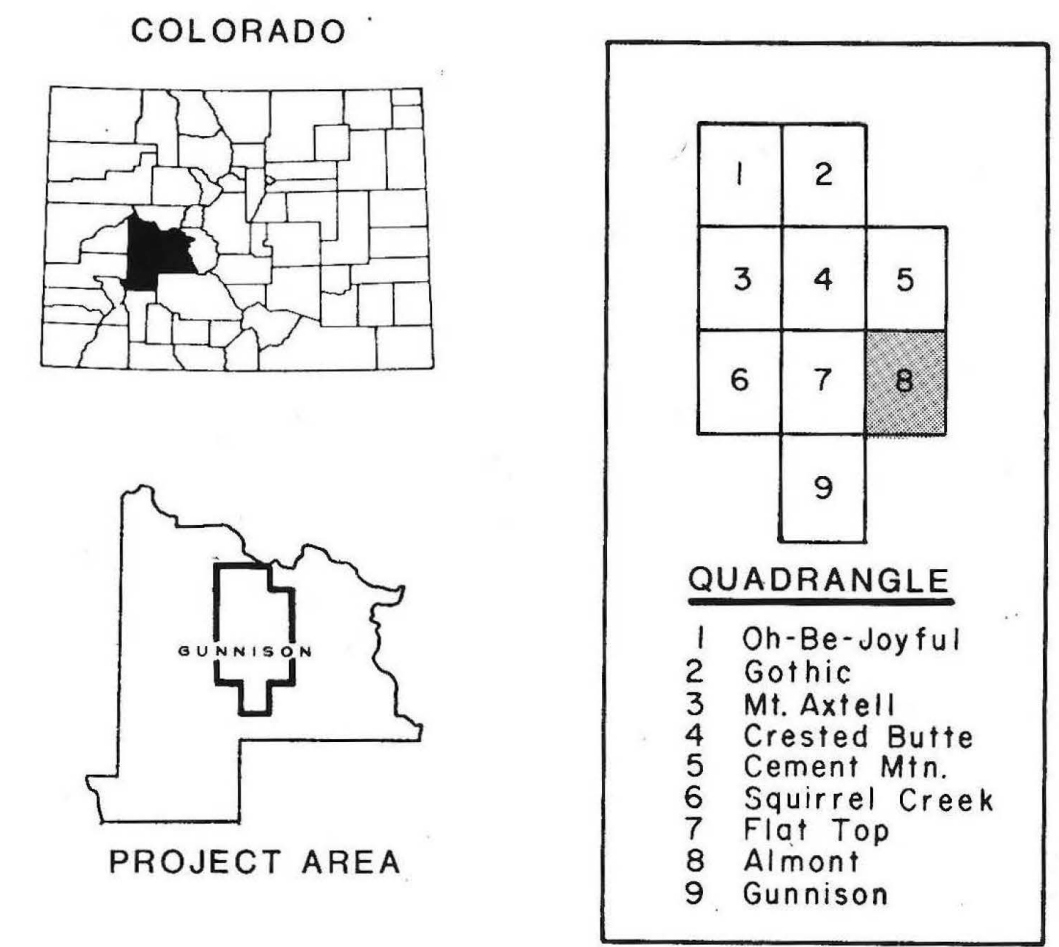 COLORADO
GUNNISON
PROJECT AREA
1 2
3 4 5
6 7 8
9
QUADRANGLE
1 Oh-Be-Joyful
2 Gothic
3 Mt. Axtell
4 Crested Butte
5 Cement Mtn.
6 Squirrel Creek
7 Flat Top
8 Almont
9 Gunnison